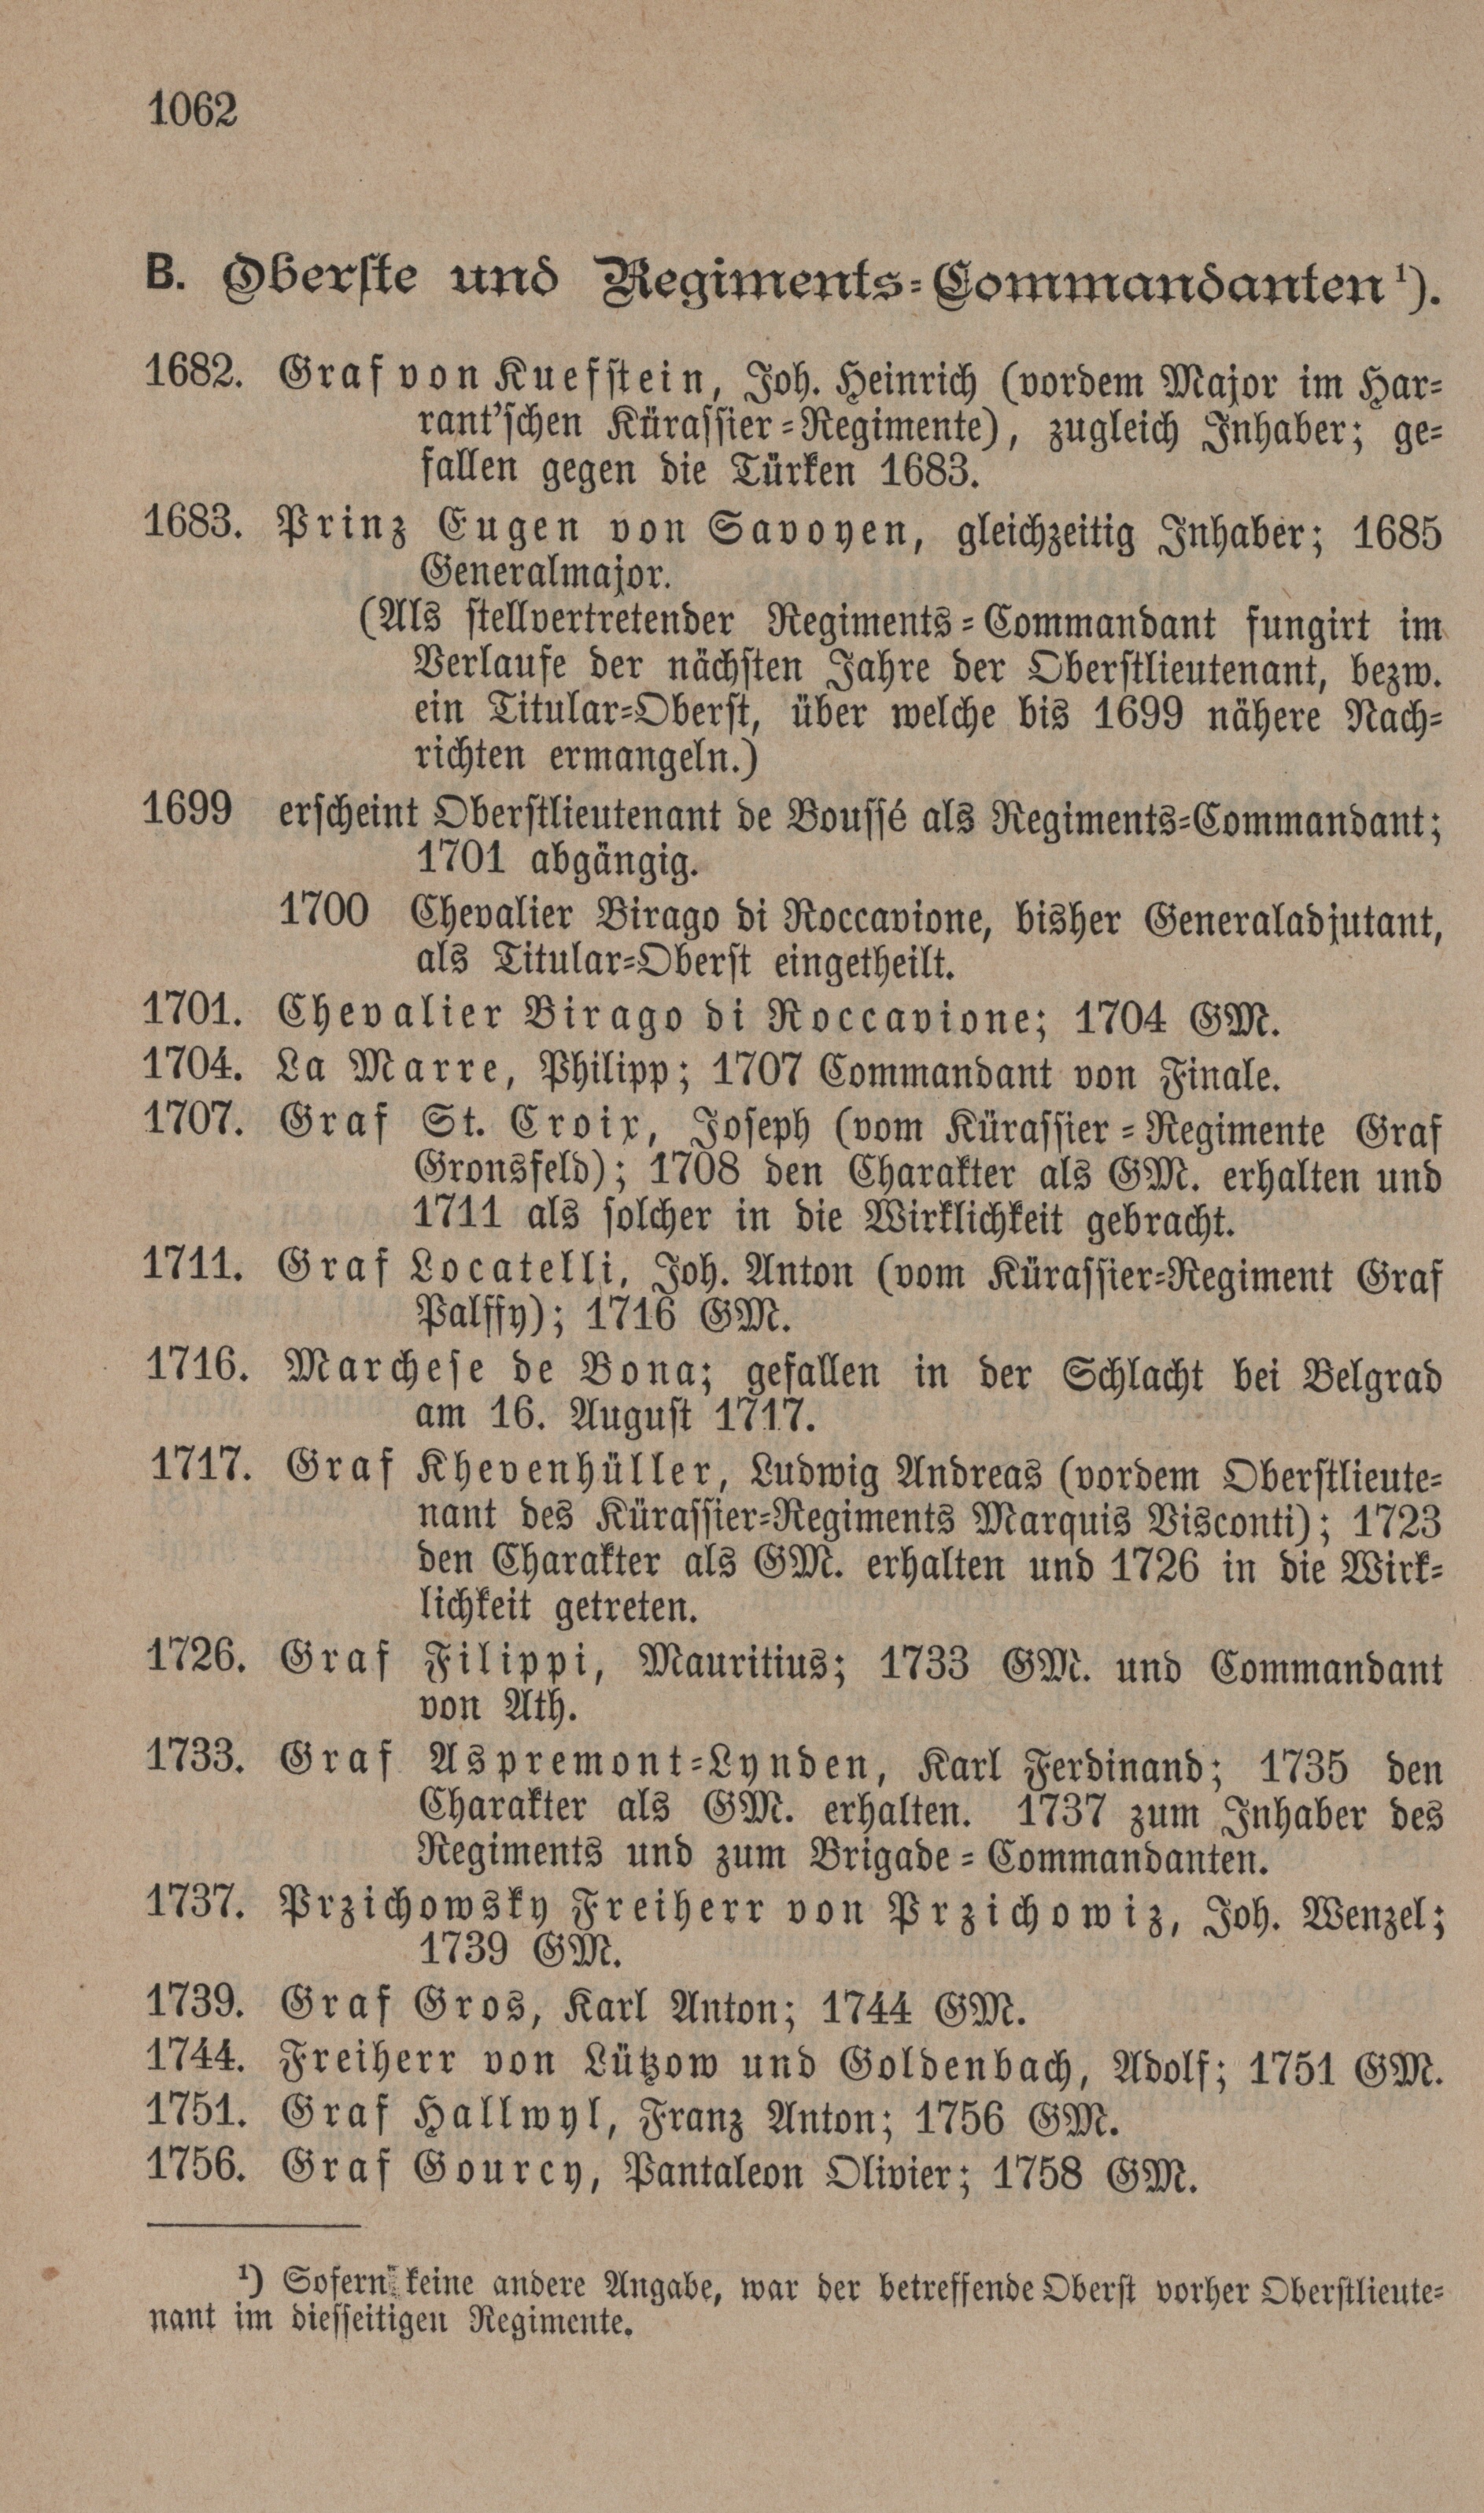 1062
B. Oberste und Regiments-Commandanten¹).
1682. Graf von Kuefstein, Joh. Heinrich (vordem Major im Har-
rant'schen Kürassier-Regimente), zugleich Inhaber; ge-
fallen gegen die Türken 1683.
1683. Prinz Eugen von Savoyen, gleichzeitig Inhaber; 1685
Generalmajor.
(Als stellvertretender Regiments-Commandant fungirt im
Verlaufe der nächsten Jahre der Oberstlieutenant, bezw.
ein Titular-Oberst, über welche bis 1699 nähere Nach-
richten ermangeln.)
1699 erscheint Oberstlieutenant de Boussé als Regiments-Commandant;
1701 abgängig.
1700 Chevalier Birago di Roccavione, bisher Generaladjutant,
als Titular-Oberst eingetheilt.
1701. Chevalier Birago di Roccavione; 1704 GM.
1704. La Marre, Philipp; 1707 Commandant von Finale.
1707. Graf St. Croix, Joseph (vom Kürassier-Regimente Graf
Gronsfeld); 1708 den Charakter als GM. erhalten und
1711 als solcher in die Wirklichkeit gebracht.
1711. Graf Locatelli, Joh. Anton (vom Kürassier-Regiment Graf
Palffy); 1716 GM.
1716. Marchese de Bona; gefallen in der Schlacht bei Belgrad
am 16. August 1717.
1717. Graf Khevenhüller, Ludwig Andreas (vordem Oberstlieute-
nant des Kürassier-Regiments Marquis Visconti); 1723
den Charakter als GM. erhalten und 1726 in die Wirk-
lichkeit getreten.
1726. Graf Filippi, Mauritius; 1733 GM. und Commandant
von Ath.
1733. Graf Aspremont-Lynden, Karl Ferdinand; 1735 den
Charakter als GM. erhalten. 1737 zum Inhaber des
Regiments und zum Brigade-Commandanten.
1737. Przichowsky Freiherr von Przichowiz, Joh. Wenzel;
1739 GM.
1739. Graf Gros, Karl Anton; 1744 GM.
1744. Freiherr von Lützow und Goldenbach, Adolf; 1751 GM.
1751. Graf Hallwyl, Franz Anton; 1756 GM.
1756. Graf Gourcy, Pantaleon Olivier; 1758 GM.
¹) Sofern keine andere Angabe, war der betreffende Oberst vorher Oberstlieute-
nant im diesseitigen Regimente.